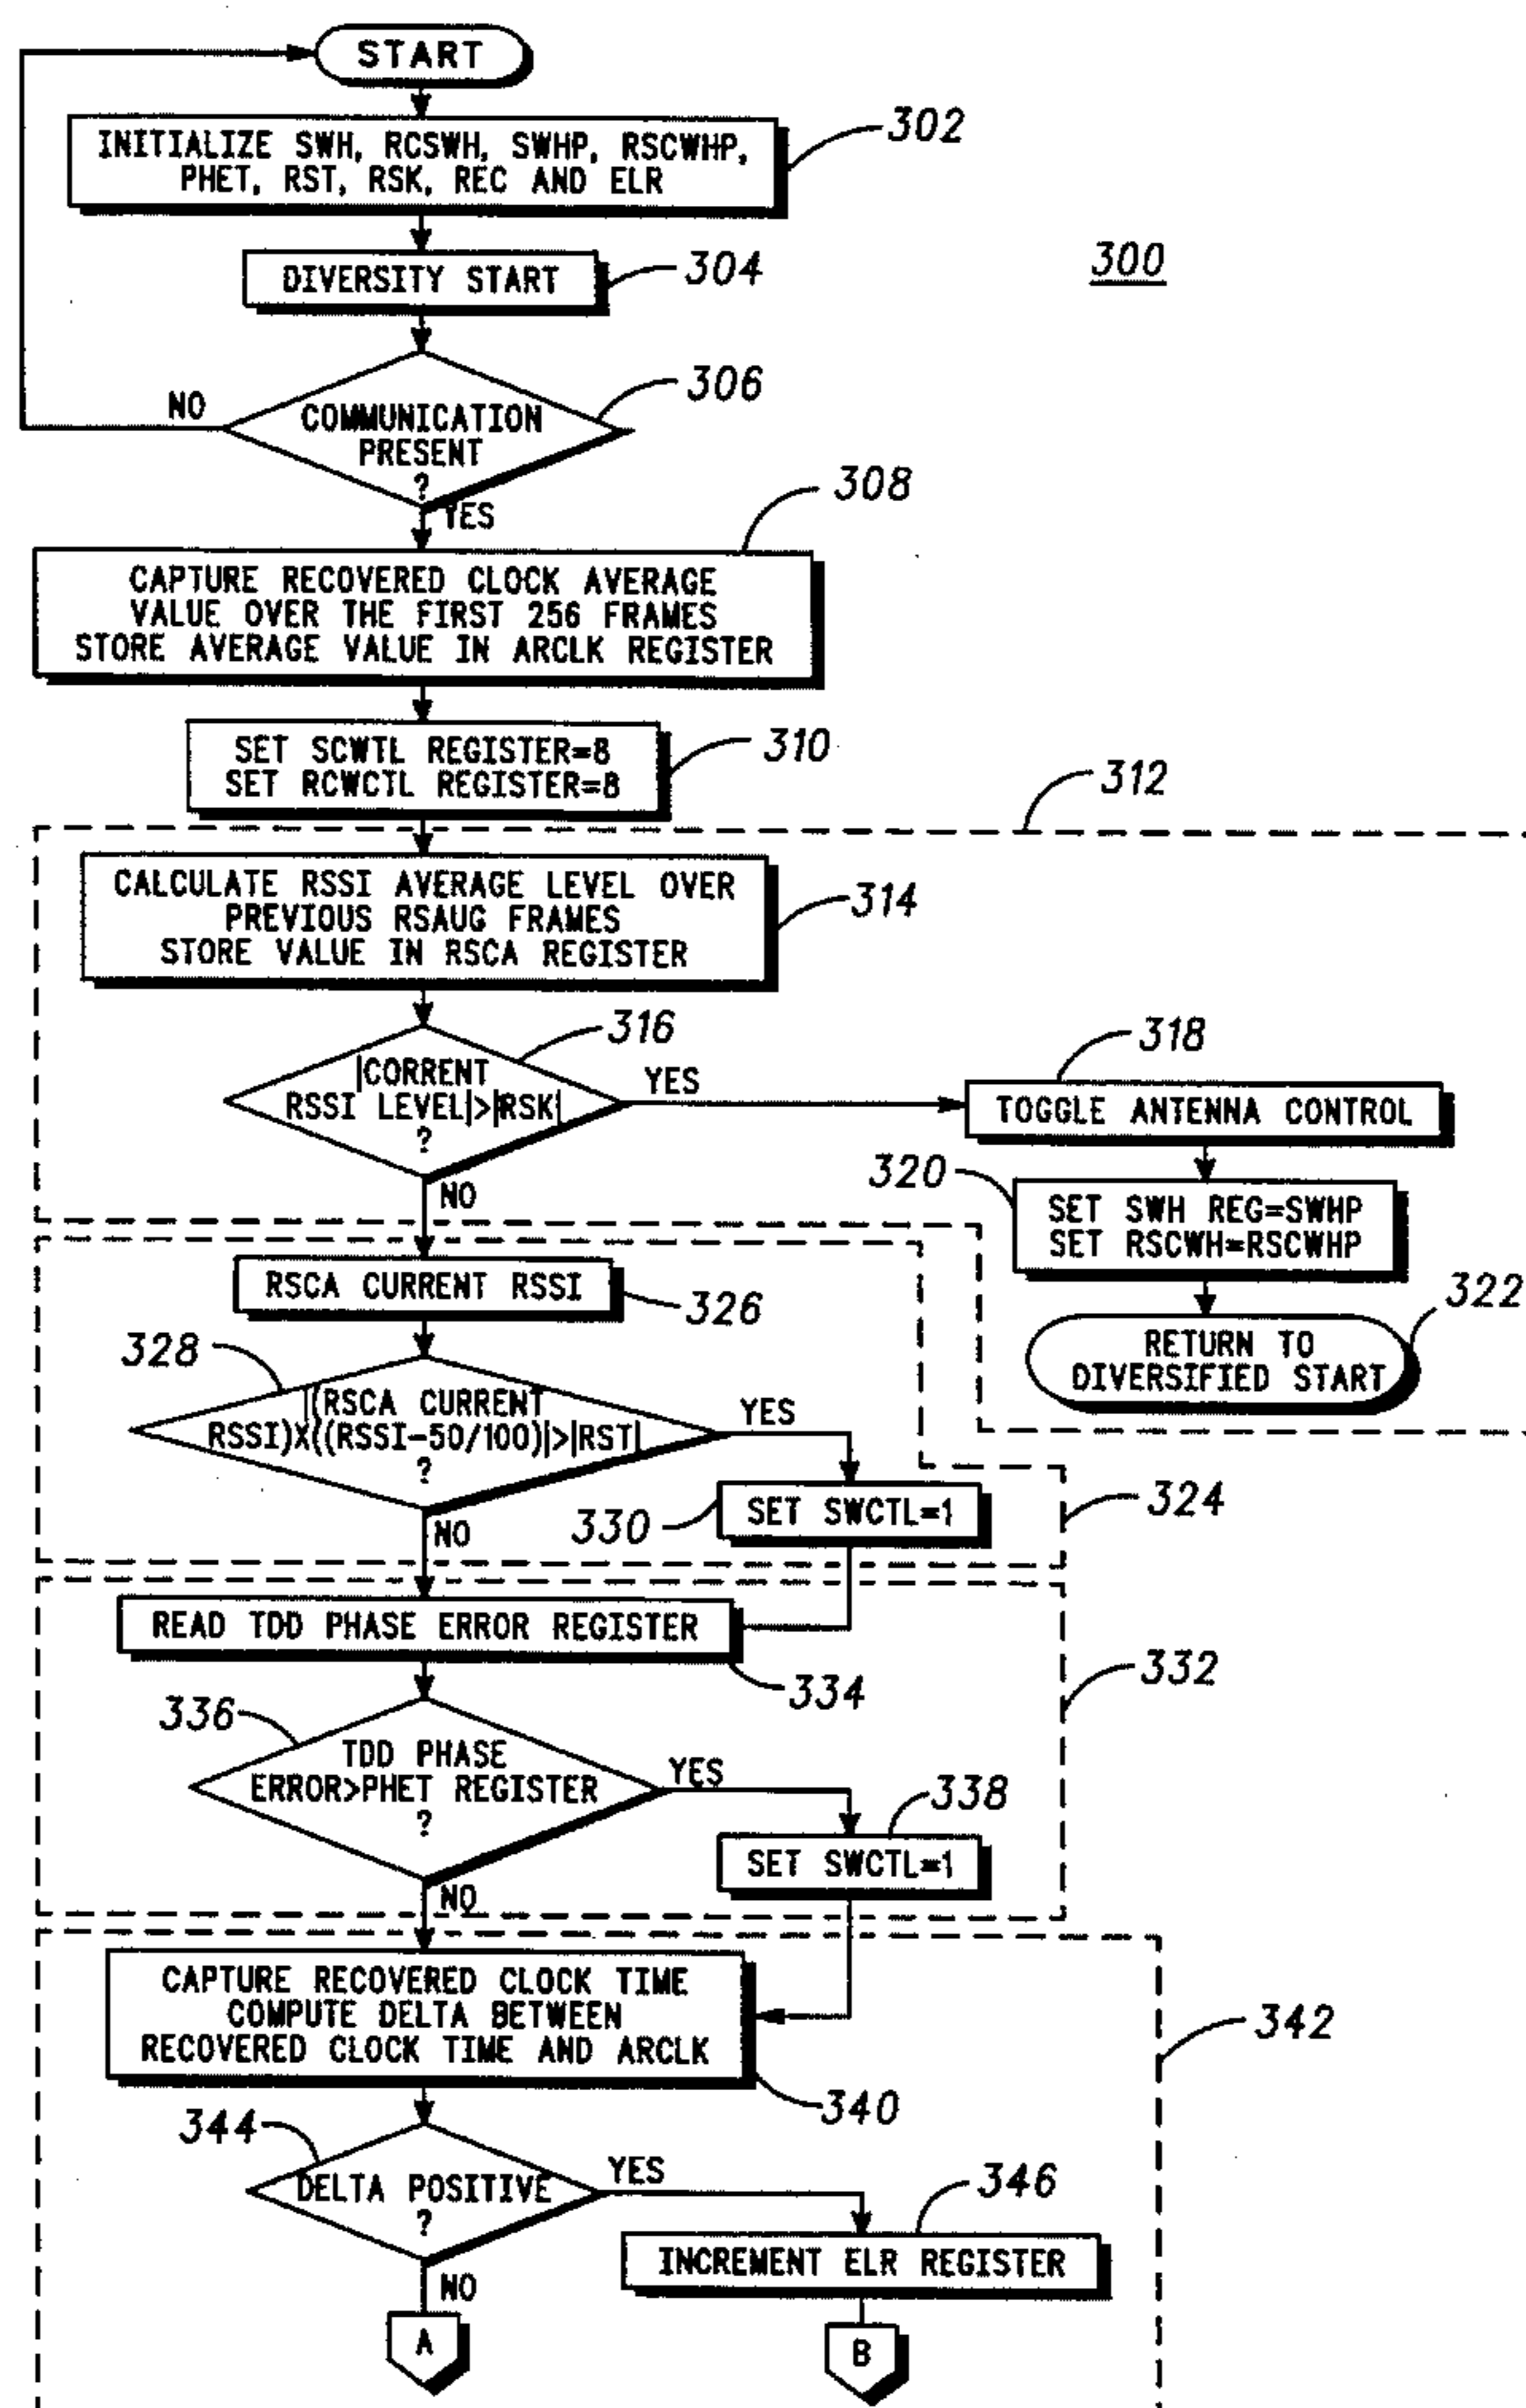 START
INITIALIZE SWH, RCSWH, SWHP, RSCWHP,
PHET, RST, RSK, REC AND ELR
302
DIVERSITY START
304
300
COMMUNICATION
PRESENT
?
306
NO
YES
308
CAPTURE RECOVERED CLOCK AVERAGE
VALUE OVER THE FIRST 256 FRAMES
STORE AVERAGE VALUE IN ARCLK REGISTER
SET SCWTL REGISTER=8
SET RCWCTL REGISTER=8
310
312
CALCULATE RSSI AVERAGE LEVEL OVER
PREVIOUS RSAUG FRAMES
STORE VALUE IN RSCA REGISTER
314
316
|CORRENT
RSSI LEVEL|>|RSK|
?
YES
NO
318
TOGGLE ANTENNA CONTROL
320
SET SWH REG=SWHP
SET RSCWH=RSCWHP
322
RETURN TO
DIVERSIFIED START
RSCA CURRENT RSSI
326
328
|(RSCA CURRENT
RSSI)X((RSSI-50/100)|>|RST|
?
YES
NO
330
SET SWCTL=1
324
READ TDD PHASE ERROR REGISTER
334
332
336
TDD PHASE
ERROR>PHET REGISTER
?
YES
NO
338
SET SWCTL=1
CAPTURE RECOVERED CLOCK TIME
COMPUTE DELTA BETWEEN
RECOVERED CLOCK TIME AND ARCLK
340
342
344
DELTA POSITIVE
?
YES
NO
346
INCREMENT ELR REGISTER
A
B